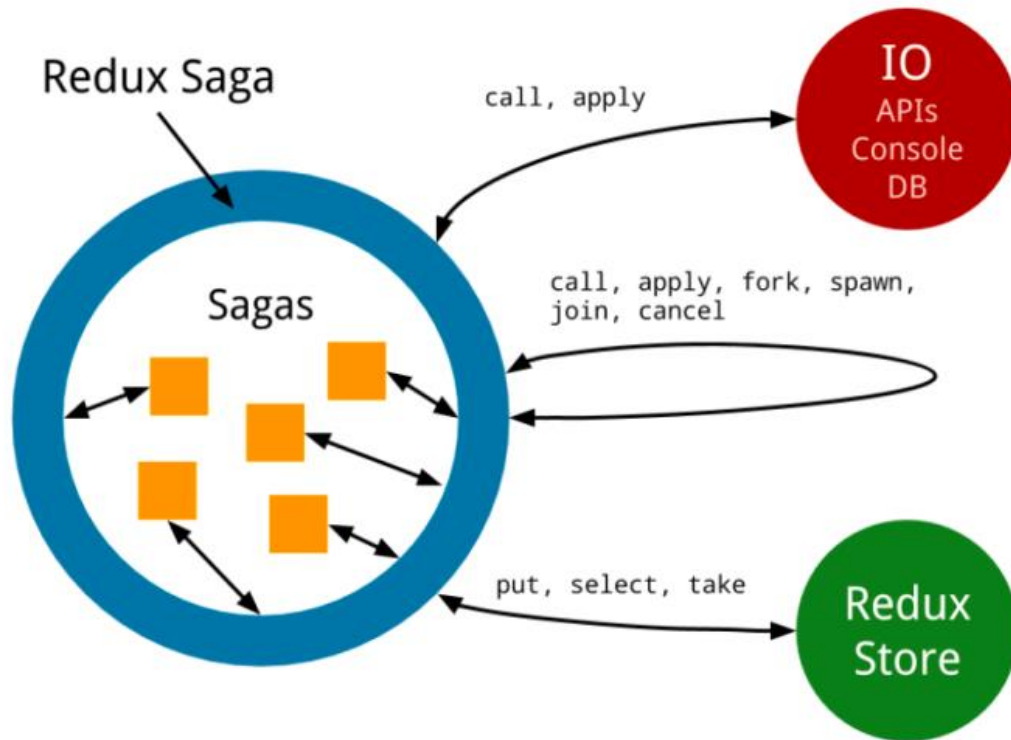 Redux Saga
call, apply
IO
APIs
Console
DB
call, apply, fork, spawn,
join, cancel
Sagas
put, select, take
Redux
Store